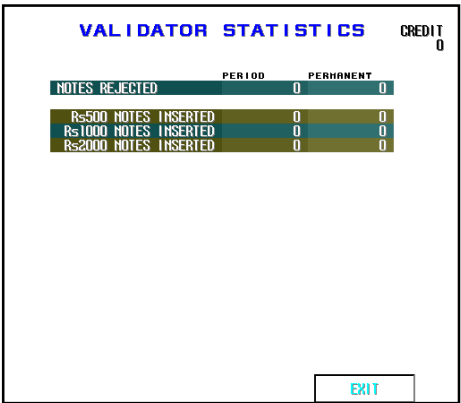 VALIDATOR STATISTICS
CREDIT
0
PERIOD PERMANENT
NOTES REJECTED 0 0
Rs500 NOTES INSERTED 0 0
Rs1000 NOTES INSERTED 0 0
Rs2000 NOTES INSERTED 0 0
EXIT